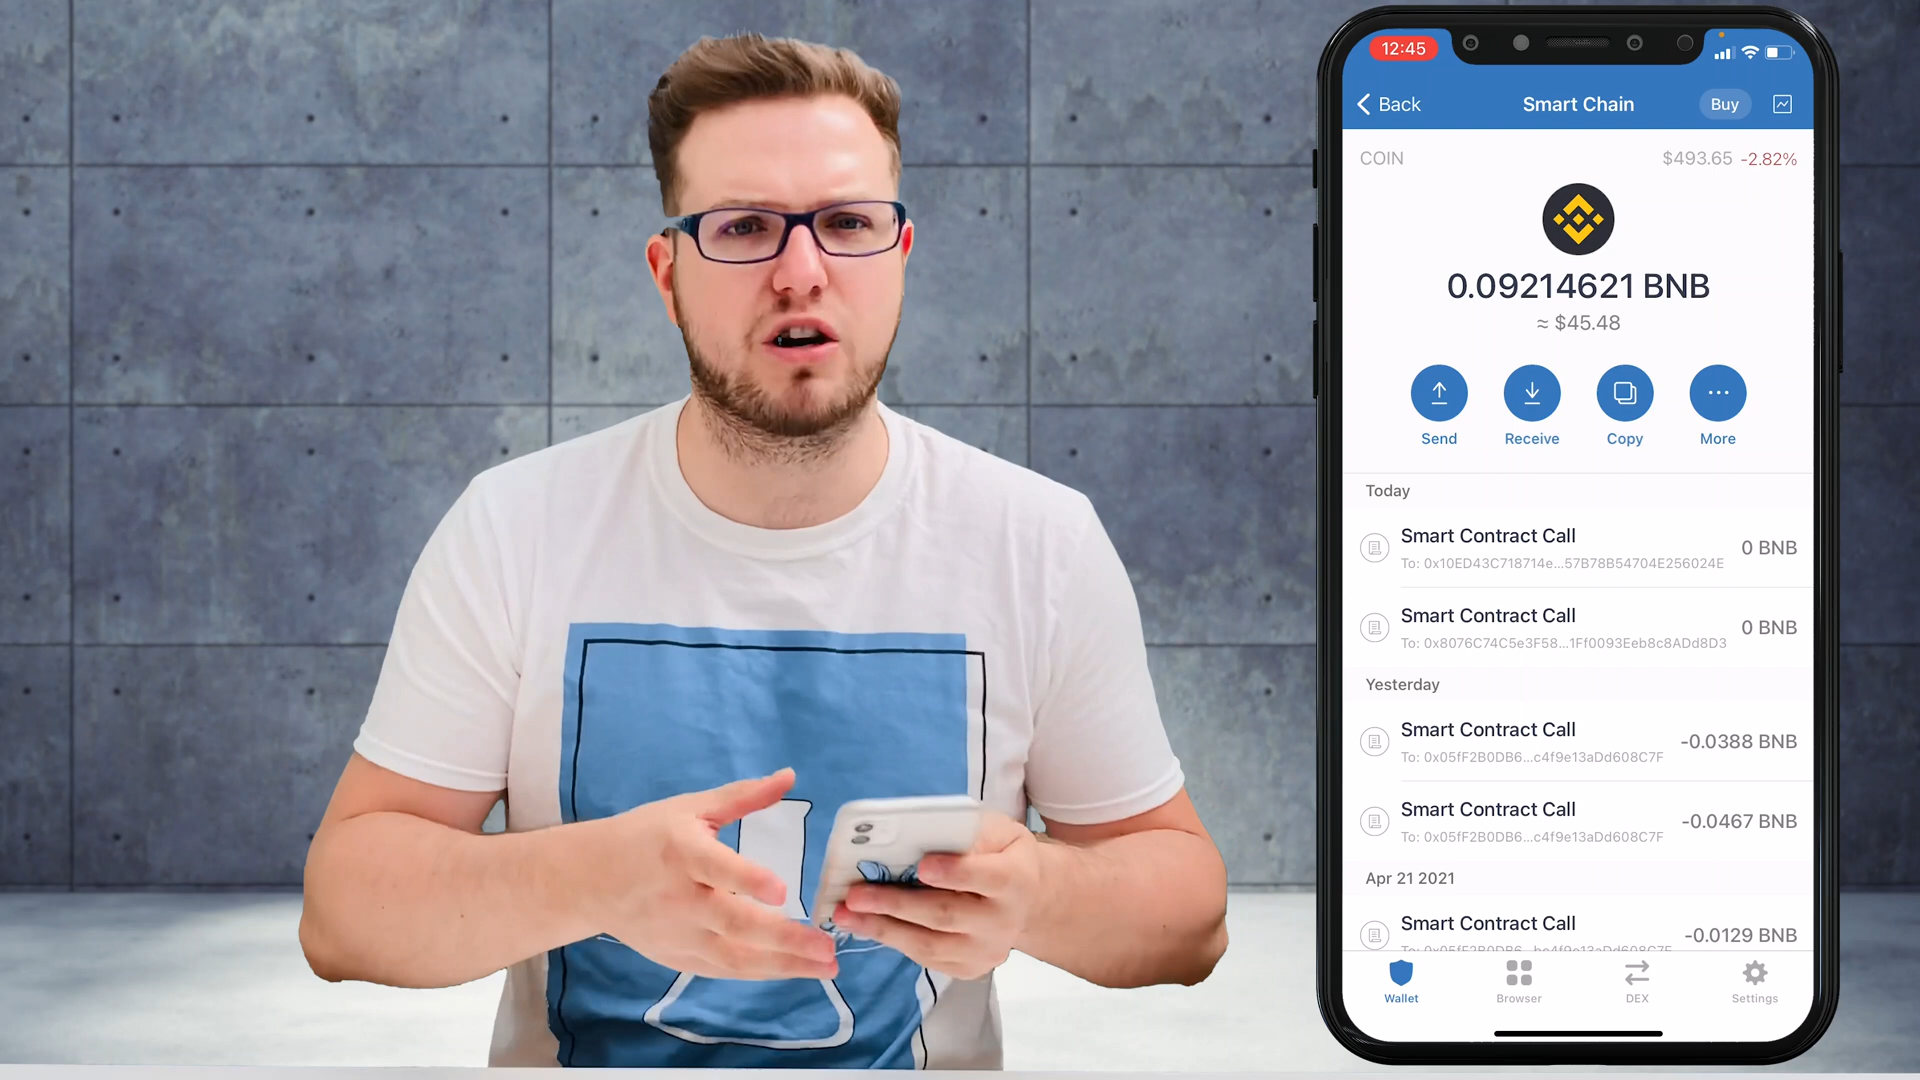 12:45
Back
Smart Chain
Buy
COIN
$493.65 -2.82%
0.09214621 BNB
≈ $45.48
Send
Receive
Copy
More
Today
Smart Contract Call
0 BNB
To: 0x10ED43C718714e...57B78B54704E256024E
Smart Contract Call
0 BNB
To: 0x8076C74C5e3F58...1Ff0093Eeb8c8ADd8D3
Yesterday
Smart Contract Call
-0.0388 BNB
To: 0x05fF2B0DB6...c4f9e13aDd608C7F
Smart Contract Call
-0.0467 BNB
To: 0x05fF2B0DB6...c4f9e13aDd608C7F
Apr 21 2021
Smart Contract Call
-0.0129 BNB
Wallet
Browser
DEX
Settings